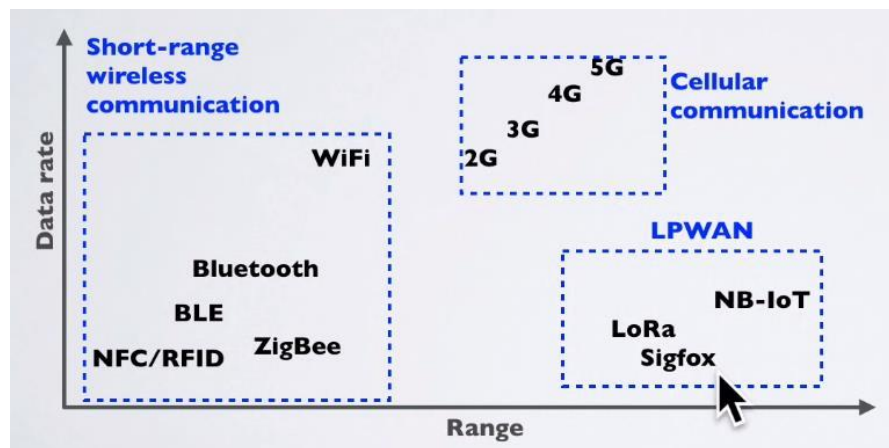 Short-range
wireless
communication
5G
4G
Cellular
communication
3G
2G
WiFi
Data rate
LPWAN
Bluetooth
BLE
NB-IoT
LoRa
ZigBee
NFC/RFID
Sigfox
Range